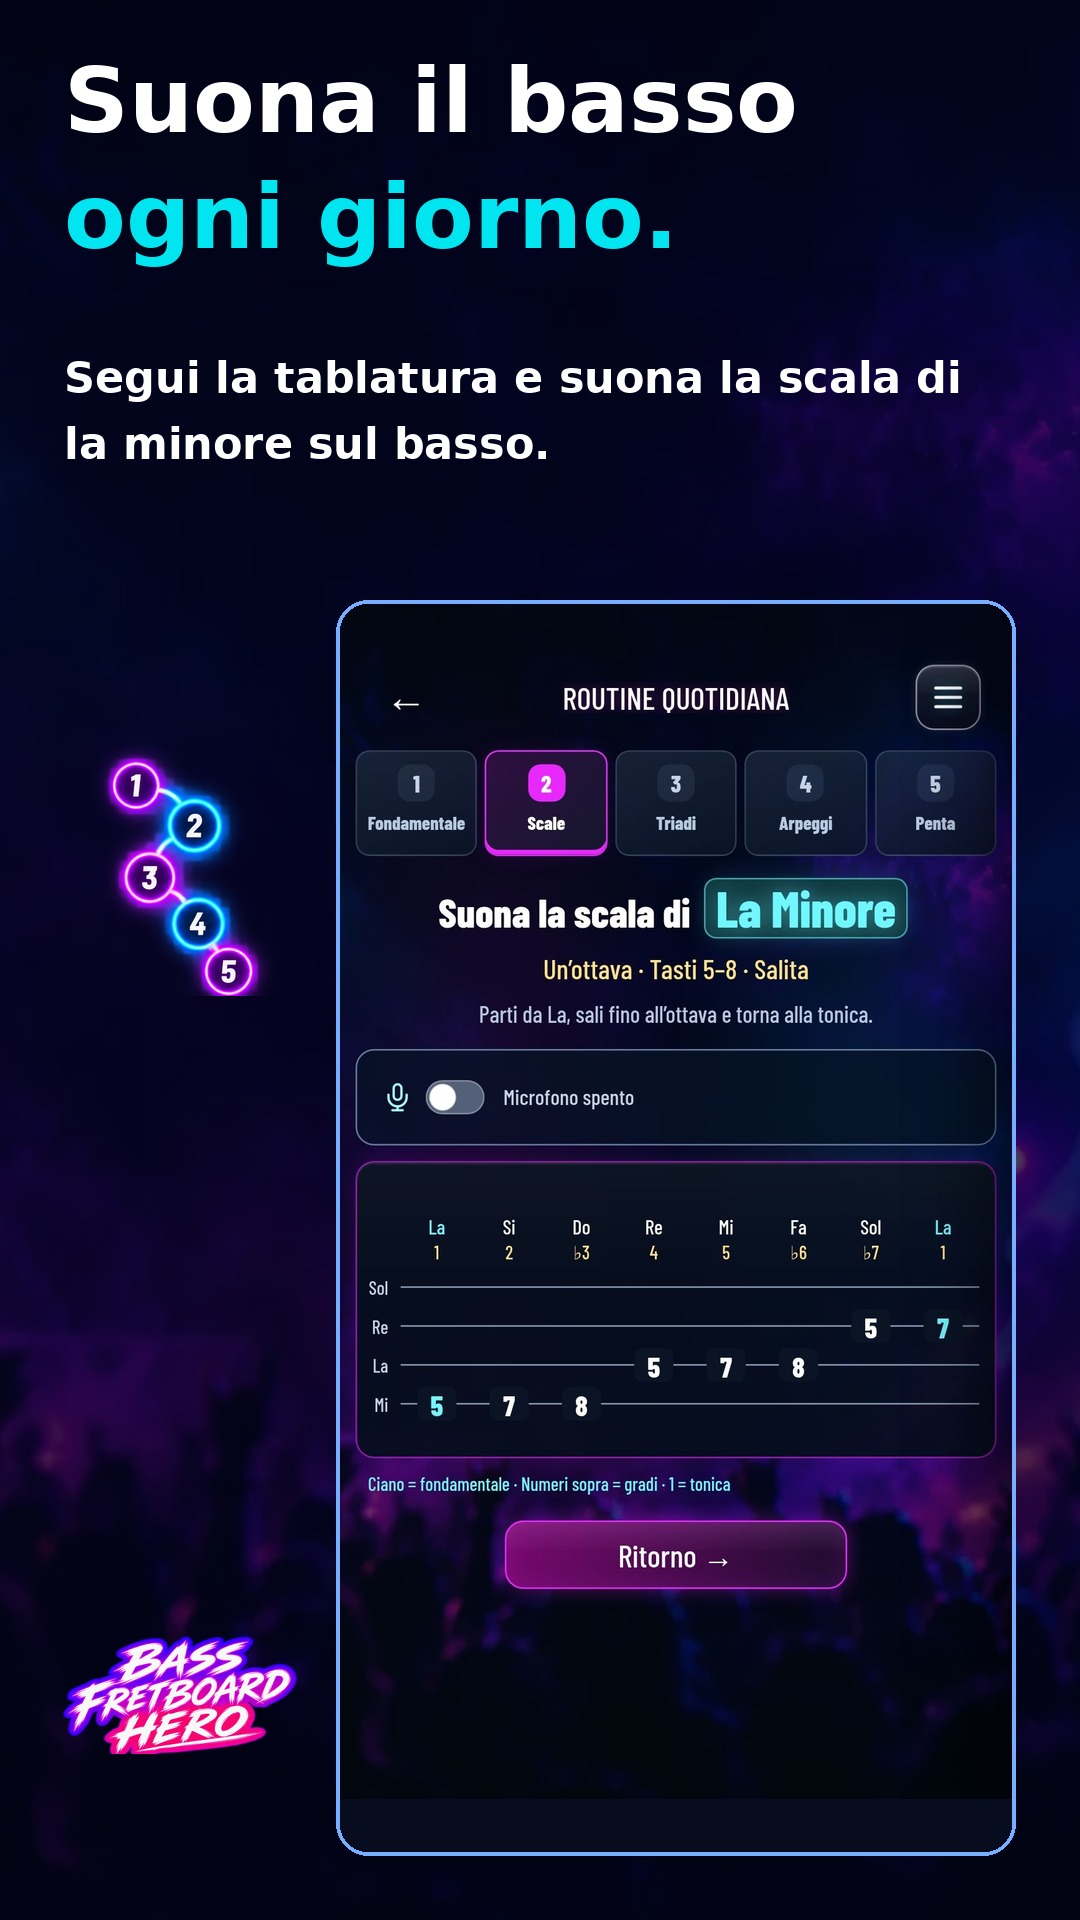 Suona il basso
ogni giorno.
Segui la tablatura e suona la scala di
la minore sul basso.
← ROUTINE QUOTIDIANA
1 2 3 4 5
Fondamentale Scale Triadi Arpeggi Penta
1
2
3
4
5
Suona la scala di La Minore
Un'ottava · Tasti 5–8 · Salita
Parti da La, sali fino all'ottava e torna alla tonica.
Microfono spento
La Si Do Re Mi Fa Sol La
1 2 ♭3 4 5 ♭6 ♭7 1
Sol
Re 5 7
La 5 7 8
Mi 5 7 8
Ciano = fondamentale · Numeri sopra = gradi · 1 = tonica
Ritorno →
BASS
FRETBOARD
HERO